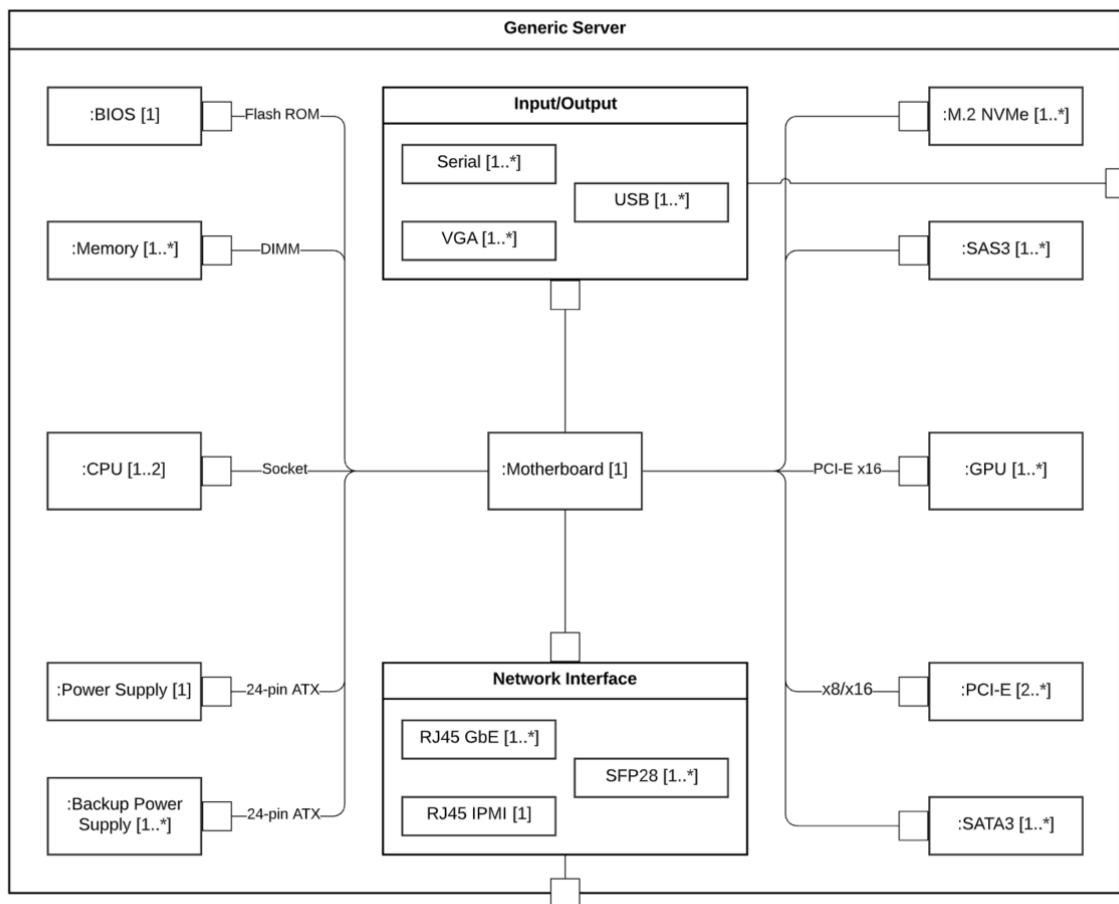 Generic Server
:BIOS [1]
Flash ROM
Input/Output
Serial [1..*]
USB [1..*]
VGA [1..*]
:M.2 NVMe [1..*]
:Memory [1..*]
DIMM
:SAS3 [1..*]
:CPU [1..2]
Socket
:Motherboard [1]
PCI-E x16
:GPU [1..*]
:Power Supply [1]
24-pin ATX
Network Interface
RJ45 GbE [1..*]
SFP28 [1..*]
RJ45 IPMI [1]
x8/x16
:PCI-E [2..*]
:Backup Power
Supply [1..*]
24-pin ATX
:SATA3 [1..*]